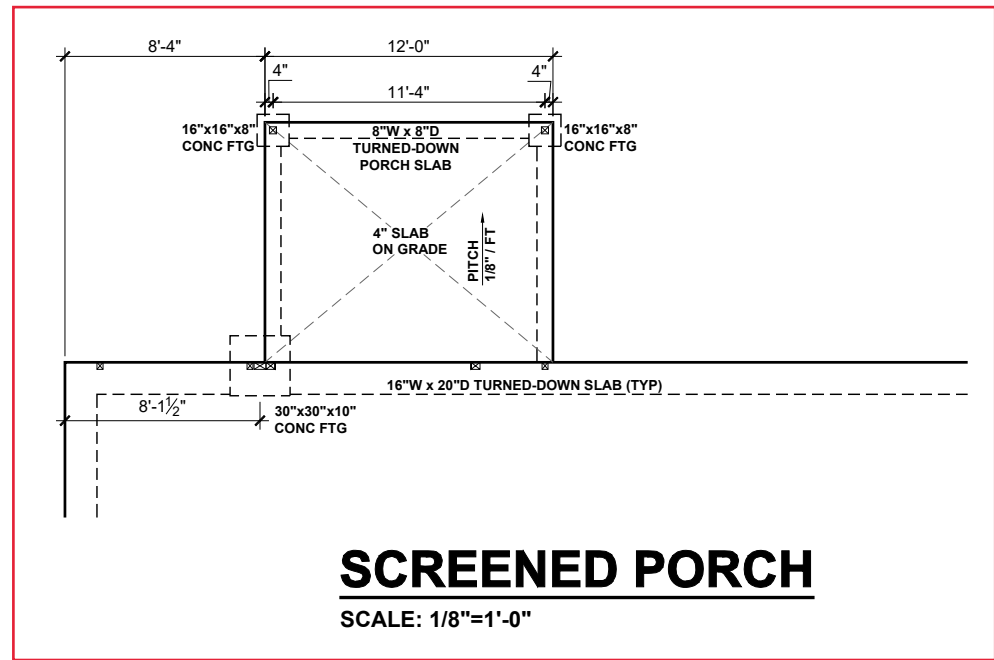 8'-4"
12'-0"
4"
4"
11'-4"
16"x16"x8"
CONC FTG
8"W x 8"D
TURNED-DOWN
PORCH SLAB
16"x16"x8"
CONC FTG
4" SLAB
ON GRADE
PITCH
1/8" / FT
16"W x 20"D TURNED-DOWN SLAB (TYP)
8'-1½"
30"x30"x10"
CONC FTG
SCREENED PORCH
SCALE: 1/8"=1'-0"